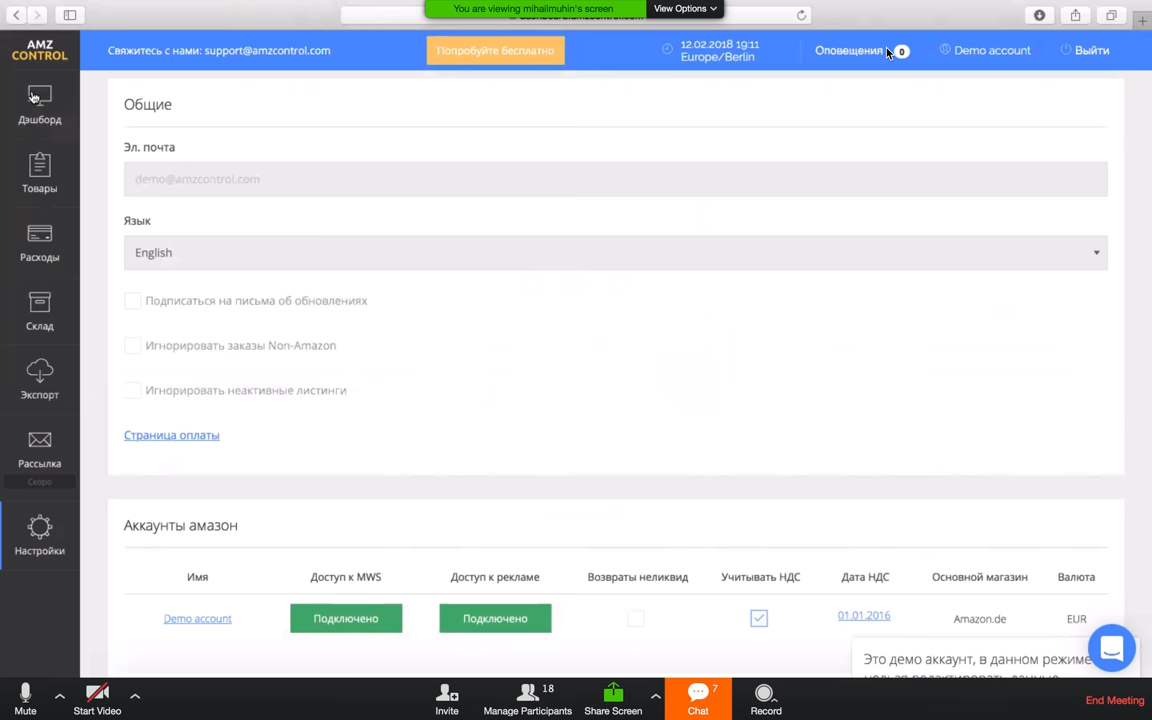 You are viewing mihailmuhin's screen
View Options
AMZ
CONTROL
Свяжитесь с нами: support@amzcontrol.com
Попробуйте бесплатно
12.02.2018 19:11
Europe/Berlin
Оповещения 0
Demo account
Выйти
Дэшборд
Товары
Расходы
Склад
Экспорт
Рассылка
Скоро
Настройки
Общие
Эл. почта
demo@amzcontrol.com
Язык
English
Подписаться на письма об обновлениях
Игнорировать заказы Non-Amazon
Игнорировать неактивные листинги
Страница оплаты
Аккаунты амазон
Имя Доступ к MWS Доступ к рекламе Возвраты неликвид Учитывать НДС Дата НДС Основной магазин Валюта
Demo account Подключено Подключено 01.01.2016 Amazon.de EUR
Это демо аккаунт, в данном режиме
Mute
Start Video
Invite
Manage Participants 18
Share Screen
Chat 7
Record
End Meeting